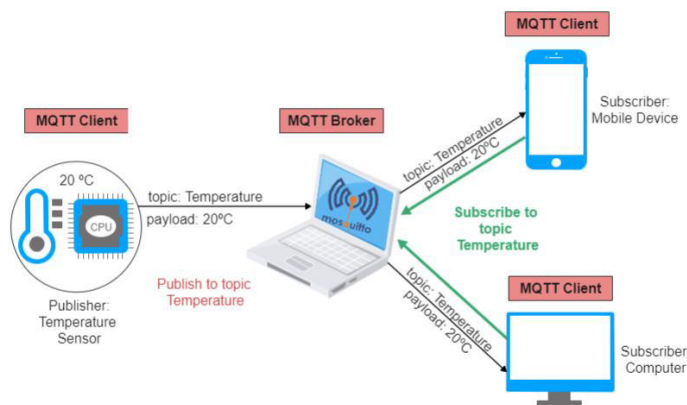 MQTT Client
Subscriber:
Mobile Device
MQTT Client
MQTT Broker
20 ºC
CPU
topic: Temperature
payload: 20ºC
Publisher:
Temperature
Sensor
Publish to topic
Temperature
mosquitto
topic: Temperature
payload: 20ºC
Subscribe to
topic
Temperature
topic: Temperature
payload: 20ºC
MQTT Client
Subscriber
Computer